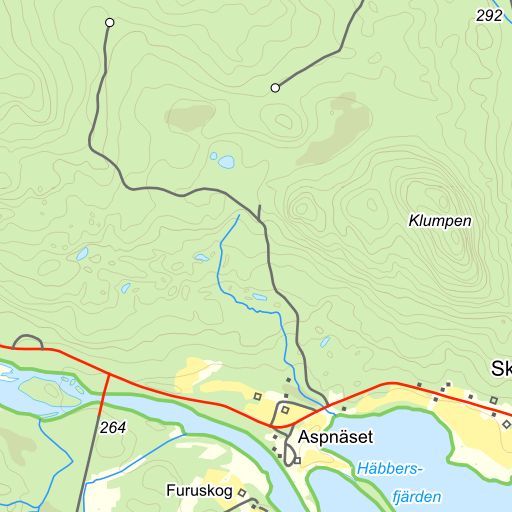 292
Klumpen
Sk
264
Aspnäset
Häbbers-
fjärden
Furuskog